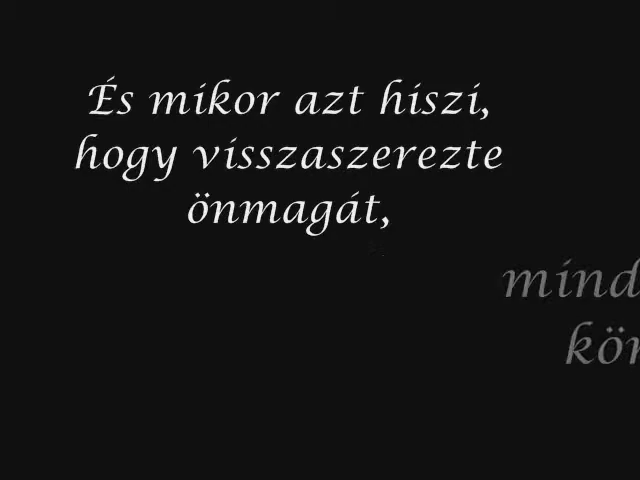 És mikor azt hiszi,
hogy visszaszerezte
önmagát,